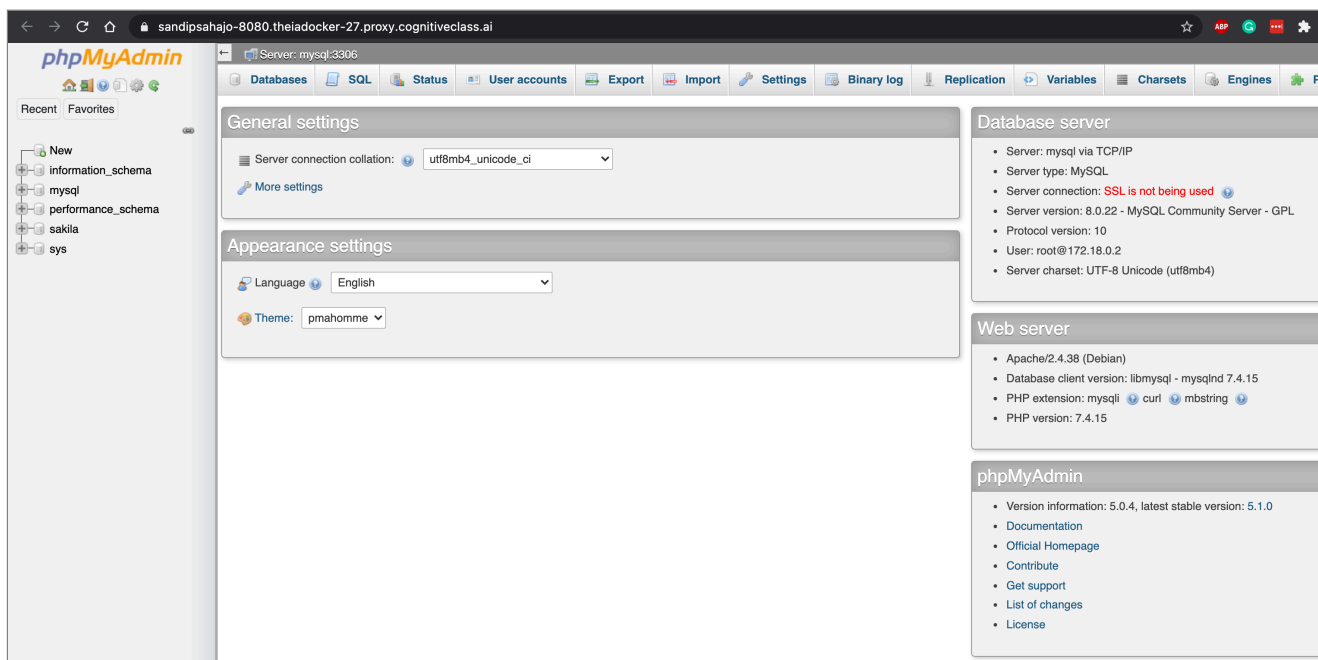 sandipsahajo-8080.theiadocker-27.proxy.cognitiveclass.ai
ABP
phpMyAdmin
Recent Favorites
New
information_schema
mysql
performance_schema
sakila
sys
Server: mysql:3306
Databases SQL Status User accounts Export Import Settings Binary log Replication Variables Charsets Engines
General settings
Server connection collation: utf8mb4_unicode_ci
More settings
Appearance settings
Language English
Theme: pmahomme
Database server
Server: mysql via TCP/IP
Server type: MySQL
Server connection: SSL is not being used
Server version: 8.0.22 - MySQL Community Server - GPL
Protocol version: 10
User: root@172.18.0.2
Server charset: UTF-8 Unicode (utf8mb4)
Web server
Apache/2.4.38 (Debian)
Database client version: libmysql - mysqlnd 7.4.15
PHP extension: mysqli curl mbstring
PHP version: 7.4.15
phpMyAdmin
Version information: 5.0.4, latest stable version: 5.1.0
Documentation
Official Homepage
Contribute
Get support
List of changes
License